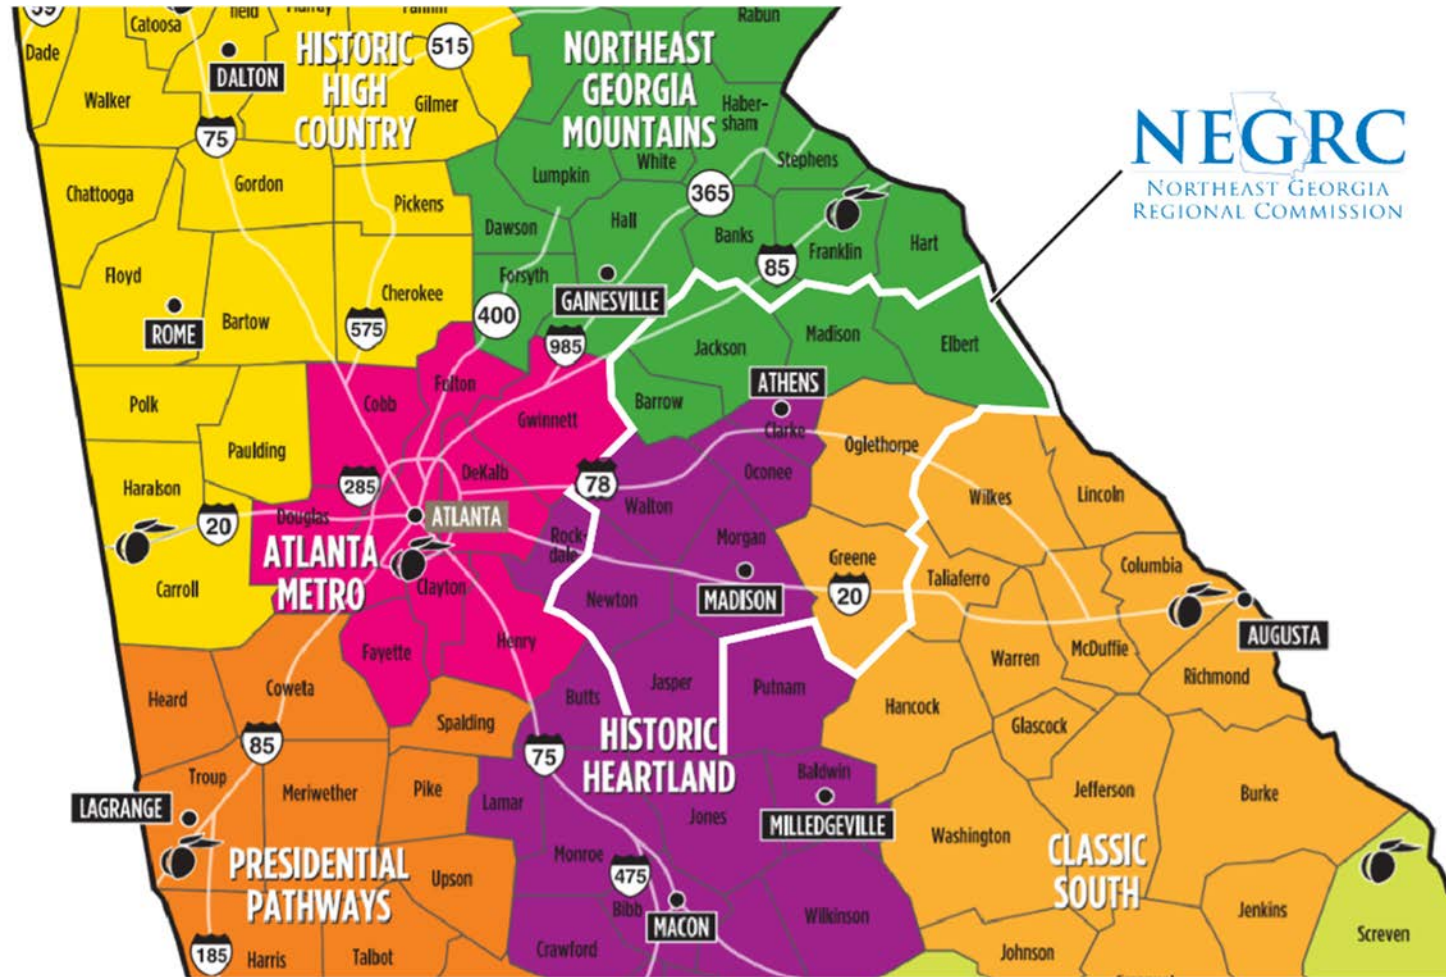 59
Catoosa
Dade
DALTON
HISTORIC
HIGH
COUNTRY
515
NORTHEAST
GEORGIA
MOUNTAINS
Rabun
Walker
75
Gilmer
Haber-
sham
White
Stephens
NEGRC
NORTHEAST GEORGIA
REGIONAL COMMISSION
Chattooga
Gordon
Pickens
Lumpkin
365
Dawson
Hall
Banks
85
Franklin
Hart
Floyd
Bartow
Cherokee
Forsyth
GAINESVILLE
ROME
575
400
985
Jackson
Madison
Elbert
Polk
Cobb
Fulton
Gwinnett
Barrow
ATHENS
Clarke
Oglethorpe
Paulding
Haralson
285
DeKalb
78
Walton
Oconee
Wilkes
Lincoln
20
Douglas
ATLANTA
ATLANTA
METRO
Rock-
dale
Morgan
Greene
Taliaferro
Columbia
Carroll
Clayton
Newton
MADISON
20
AUGUSTA
Fayette
Henry
Warren
McDuffie
Richmond
Heard
Coweta
Butts
Jasper
Putnam
Hancock
Glascock
Spalding
85
75
HISTORIC
HEARTLAND
Troup
Meriwether
Pike
Lamar
Baldwin
Jefferson
Burke
LAGRANGE
Jones
MILLEDGEVILLE
Washington
CLASSIC
SOUTH
PRESIDENTIAL
PATHWAYS
Upson
Monroe
475
Bibb
MACON
Wilkinson
Jenkins
Screven
185
Harris
Talbot
Crawford
Johnson